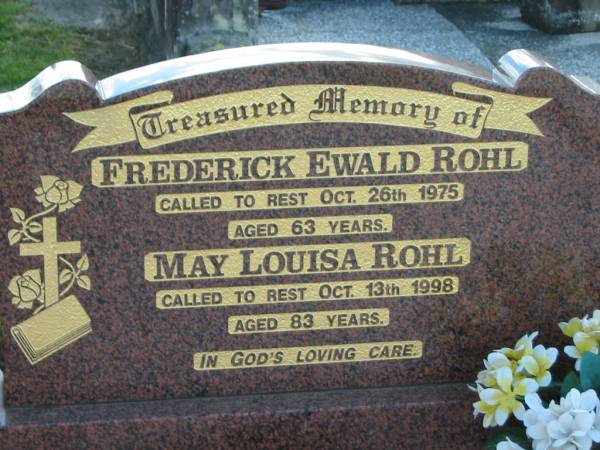 Treasured Memory of
FREDERICK EWALD ROHL
CALLED TO REST OCT. 26th 1975
AGED 63 YEARS.
MAY LOUISA ROHL
CALLED TO REST OCT. 13th 1998
AGED 83 YEARS.
IN GOD'S LOVING CARE.